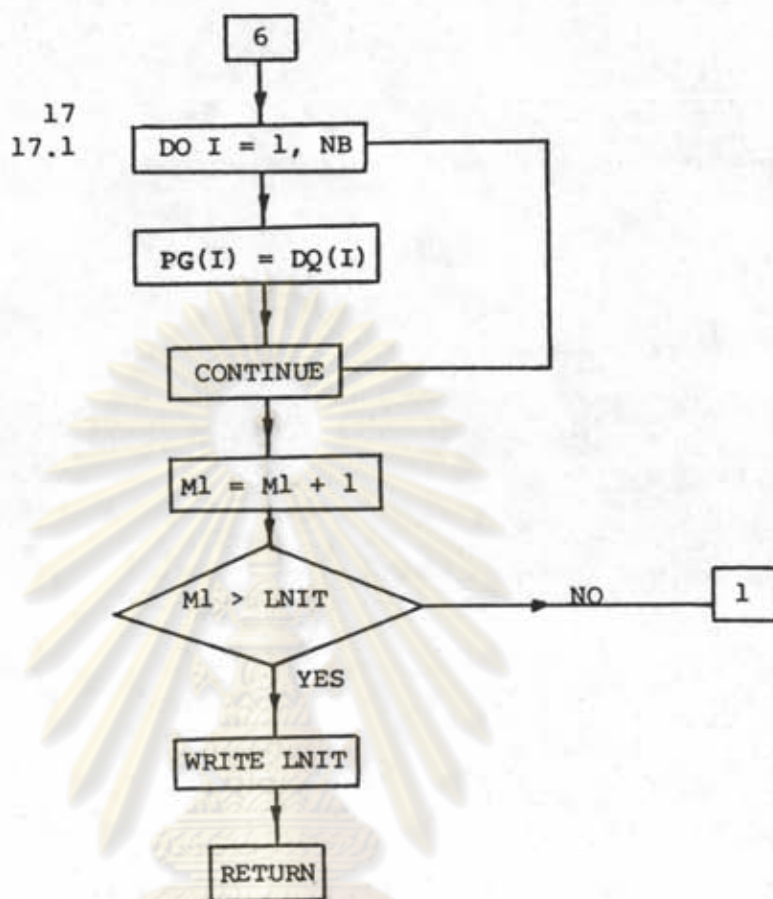 6
17
17.1
DO I = 1, NB
PG(I) = DQ(I)
CONTINUE
M1 = M1 + 1
M1 > LNIT
NO
1
YES
WRITE LNIT
RETURN